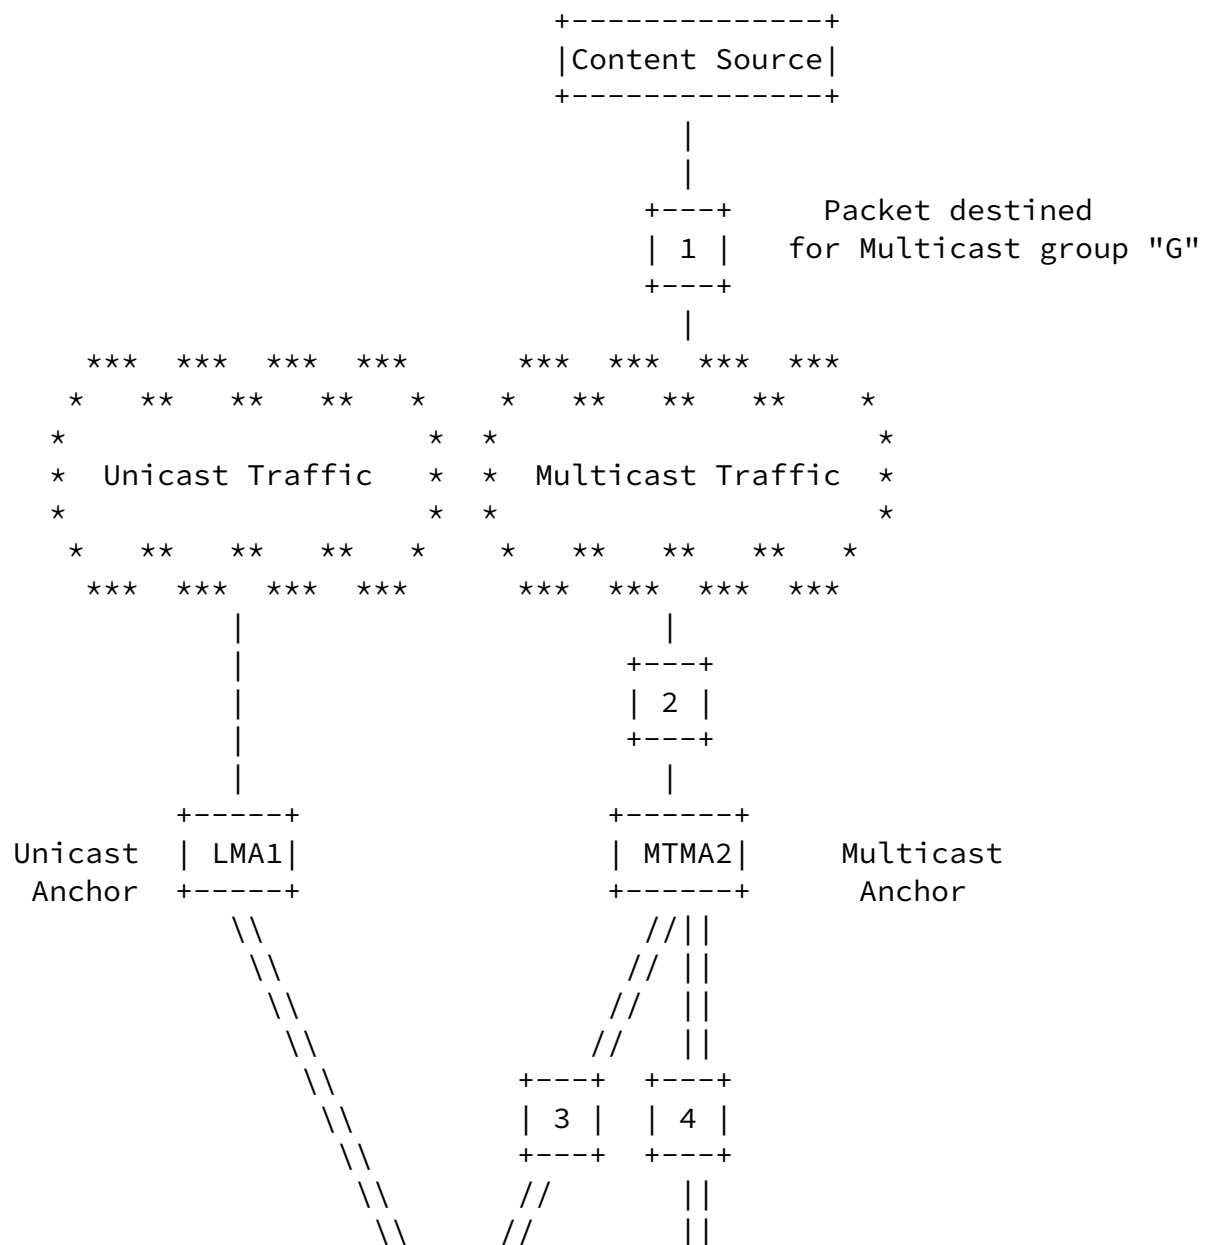 Content Source
Packet destined
1 for Multicast group "G"
Unicast Traffic Multicast Traffic
2
Unicast LMA1 MTMA2 Multicast
Anchor Anchor
3 4